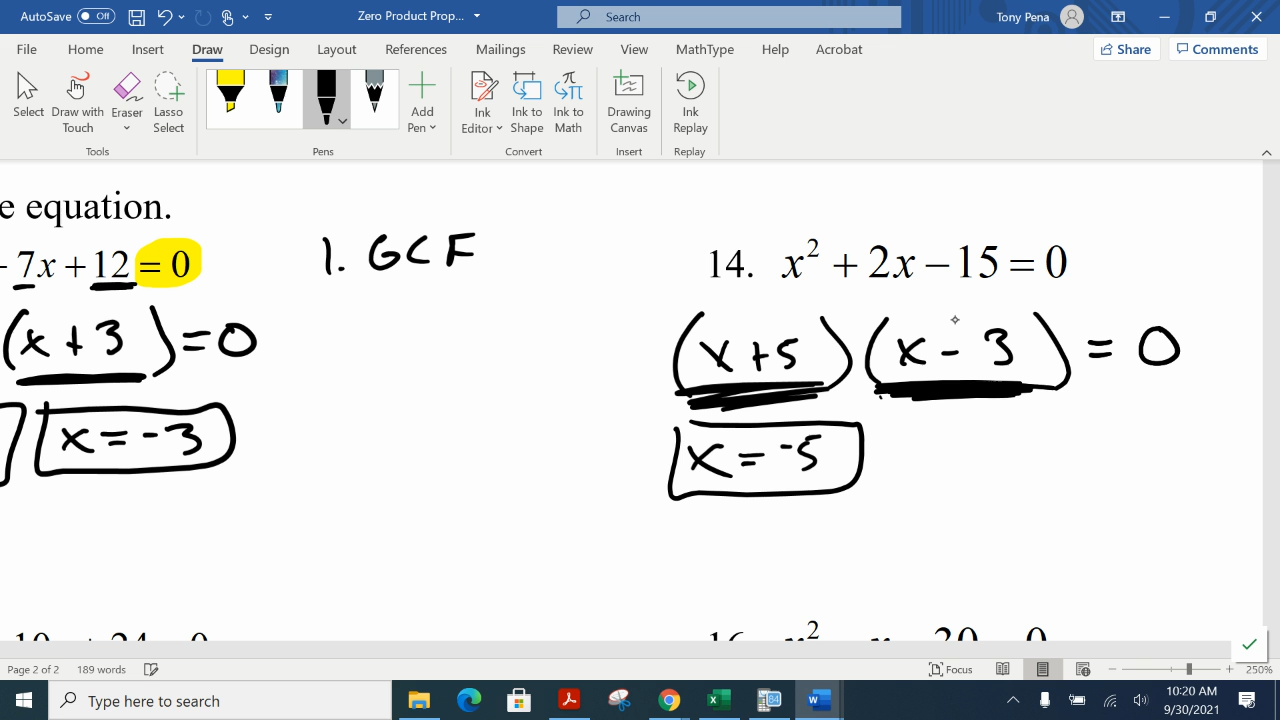 AutoSave Off Zero Product Prop... Search Tony Pena
File Home Insert Draw Design Layout References Mailings Review View MathType Help Acrobat Share Comments
Select Draw with Touch Eraser Lasso Select Add Pen Ink Editor Ink to Shape Ink to Math Drawing Canvas Ink Replay
Tools Pens Convert Insert Replay
e equation.
- 7x + 12 = 0
(x + 3) = 0
x = -3
1. GCF
14. x² + 2x − 15 = 0
(x + 5)(x - 3) = 0
x = -5
Page 2 of 2 189 words Focus 250%
Type here to search 84 10:20 AM
9/30/2021